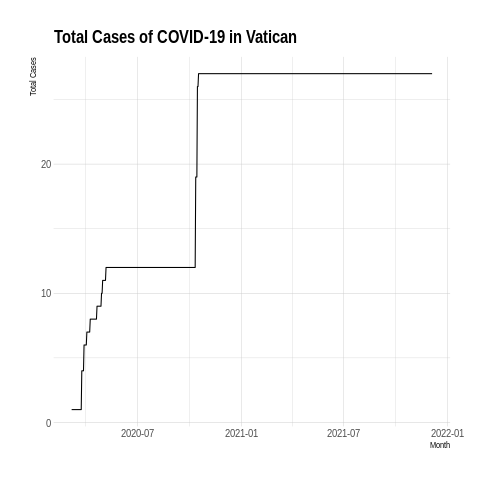 Total Cases of COVID-19 in Vatican
Total Cases
20
10
0
2020-07
2021-01
2021-07
2022-01
Month